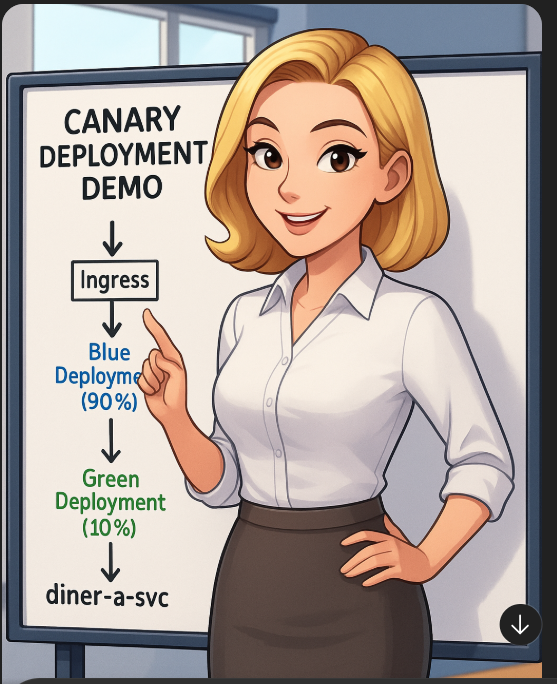 CANARY
DEPLOYMENT
DEMO
Ingress
Blue
Deployme
(90%)
Green
Deployment
(10%)
diner-a-svc